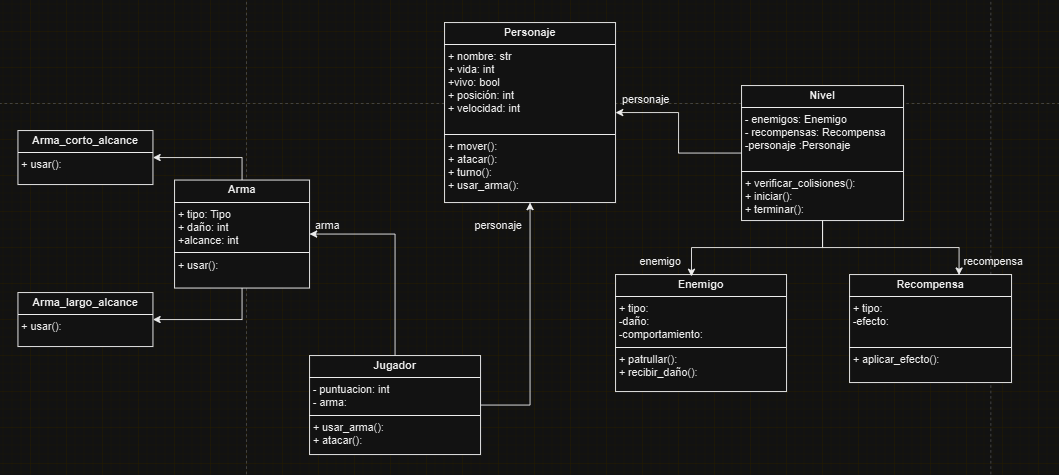 Personaje
+ nombre: str
+ vida: int
+vivo: bool
+ posición: int
+ velocidad: int
+ mover():
+ atacar():
+ turno():
+ usar_arma():
personaje
Nivel
- enemigos: Enemigo
- recompensas: Recompensa
-personaje :Personaje
+ verificar_colisiones():
+ iniciar():
+ terminar():
Arma_corto_alcance
+ usar():
Arma
+ tipo: Tipo
+ daño: int
+alcance: int
+ usar():
arma
personaje
Arma_largo_alcance
+ usar():
enemigo
recompensa
Enemigo
+ tipo:
-daño:
-comportamiento:
+ patrullar():
+ recibir_daño():
Recompensa
+ tipo:
-efecto:
+ aplicar_efecto():
Jugador
- puntuacion: int
- arma:
+ usar_arma():
+ atacar():